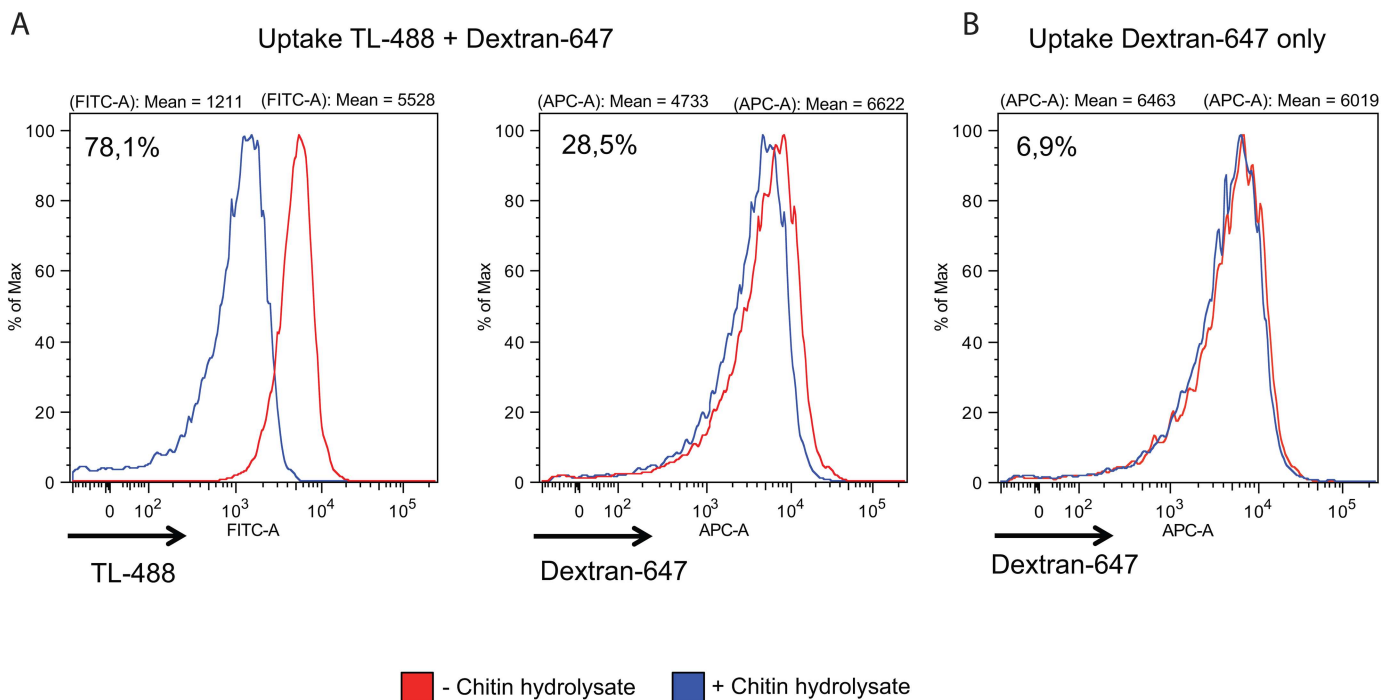 A
Uptake TL-488 + Dextran-647
(FITC-A): Mean = 1211
(FITC-A): Mean = 5528
78,1%
100
80
60
40
20
0
% of Max
0
10²
10³
10⁴
10⁵
FITC-A
TL-488
(APC-A): Mean = 4733
(APC-A): Mean = 6622
28,5%
100
80
60
40
20
0
% of Max
0
10²
10³
10⁴
10⁵
APC-A
Dextran-647
B
Uptake Dextran-647 only
(APC-A): Mean = 6463
(APC-A): Mean = 6019
6,9%
100
80
60
40
20
0
% of Max
0
10²
10³
10⁴
10⁵
APC-A
Dextran-647
- Chitin hydrolysate
+ Chitin hydrolysate